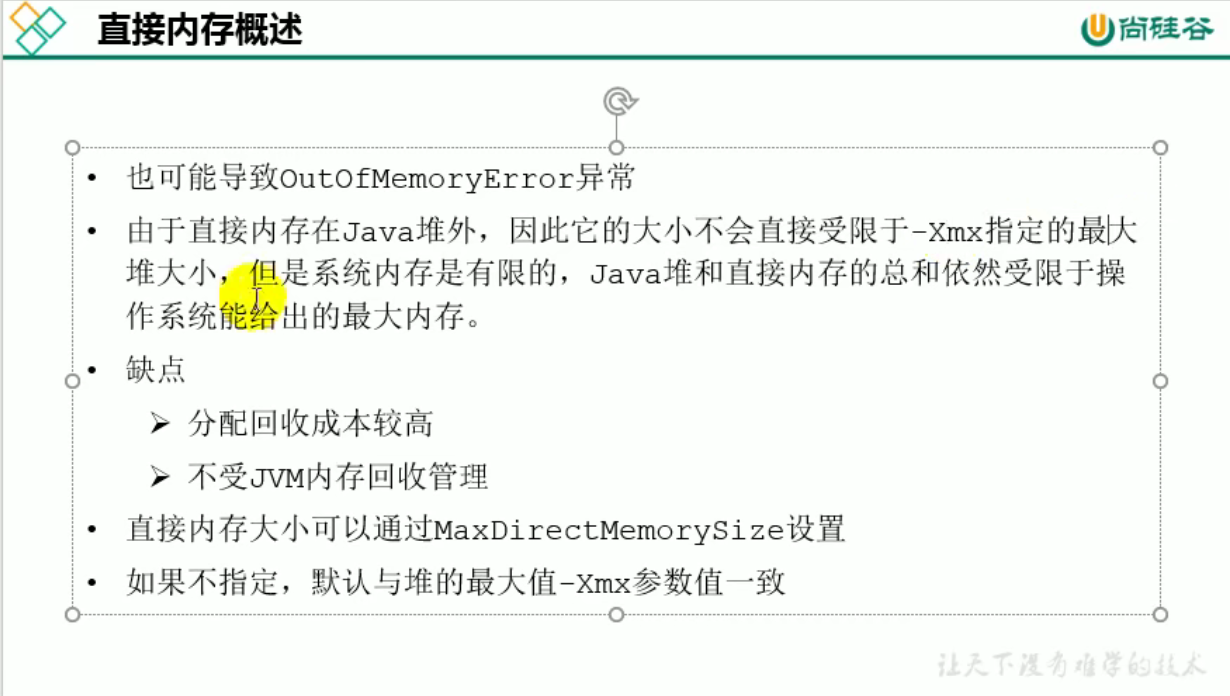 直接内存概述
尚硅谷
• 也可能导致OutOfMemoryError异常
• 由于直接内存在Java堆外，因此它的大小不会直接受限于-Xmx指定的最大
堆大小，但是系统内存是有限的，Java堆和直接内存的总和依然受限于操
作系统能给出的最大内存。
• 缺点
➢ 分配回收成本较高
➢ 不受JVM内存回收管理
• 直接内存大小可以通过MaxDirectMemorySize设置
• 如果不指定，默认与堆的最大值-Xmx参数值一致
让天下没有难学的技术